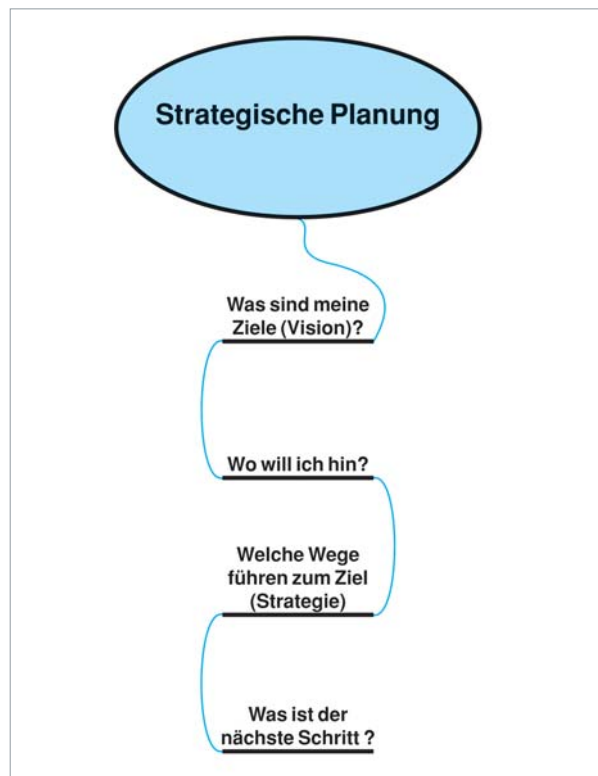 Strategische Planung
Was sind meine
Ziele (Vision)?
Wo will ich hin?
Welche Wege
führen zum Ziel
(Strategie)
Was ist der
nächste Schritt ?